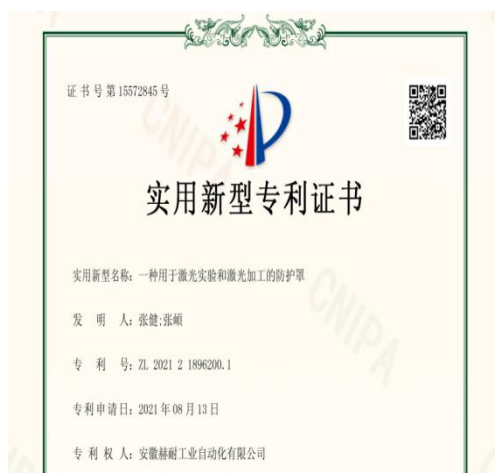 证书号第15572845号
实用新型专利证书
实用新型名称：一种用于激光实验和激光加工的防护罩
发明人：张健;张頔
专利号：ZL 2021 2 1896200.1
专利申请日：2021年08月13日
专利权人：安徽赫耐工业自动化有限公司
CNIPA
CNIPA